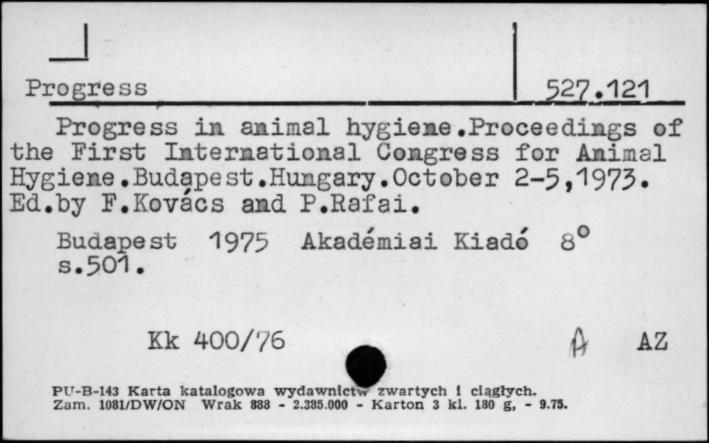 Progress 527.121
Progress in animal hygiene.Proceedings of
the First International Congress for Animal
Hygiene.Budapest.Hungary.October 2-5,1973.
Ed.by F.Kovács and P.Rafai.
Budapest 1975 Akadémiai Kiadó 8°
s.501.
Kk 400/76 A AZ
PU-B-143 Karta katalogowa wydawnictw zwartych i ciągłych.
Zam. 1081/DW/ON Wrak 888 - 2.385.000 - Karton 3 kl. 180 g, - 9.75.